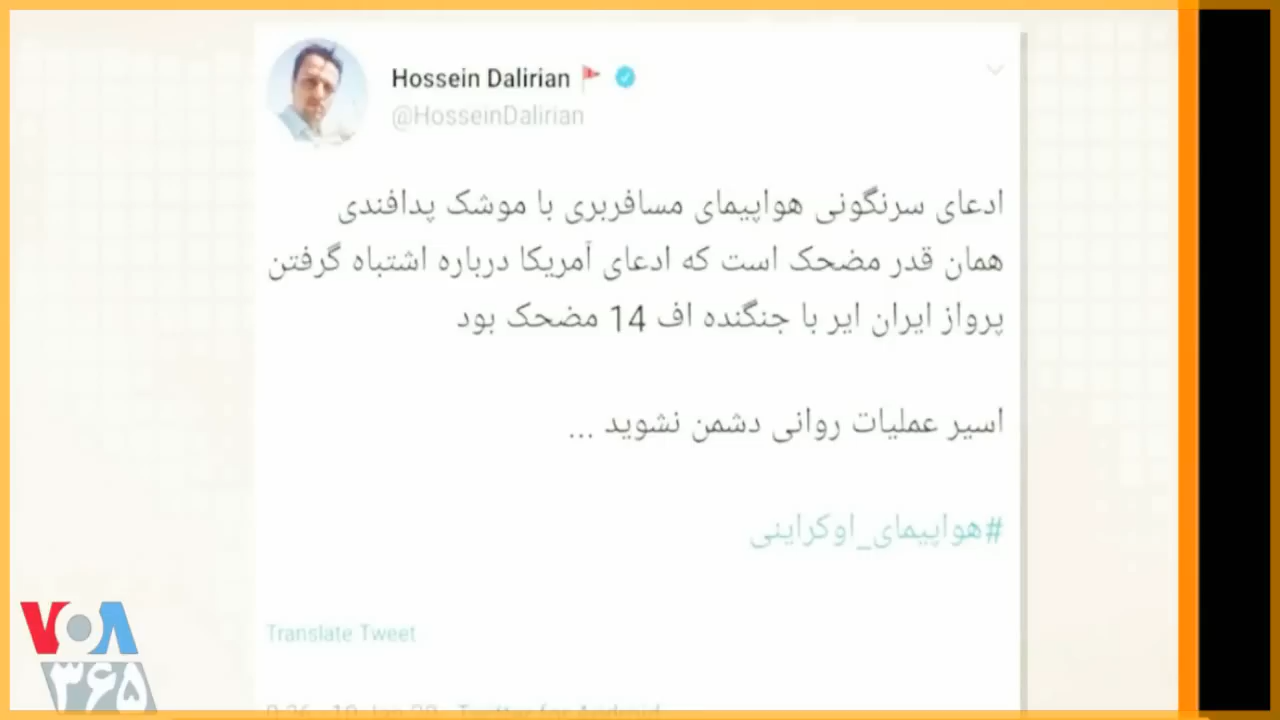 Hossein Dalirian 🚩
@HosseinDalirian
ادعای سرنگونی هواپیمای مسافربری با موشک پدافندی
همان قدر مضحک است که ادعای آمریکا درباره اشتباه گرفتن
پرواز ایران ایر با جنگنده اف 14 مضحک بود
اسیر عملیات روانی دشمن نشوید ...
#هواپیمای_اوکراینی
Translate Tweet
VOA
۳۶۵